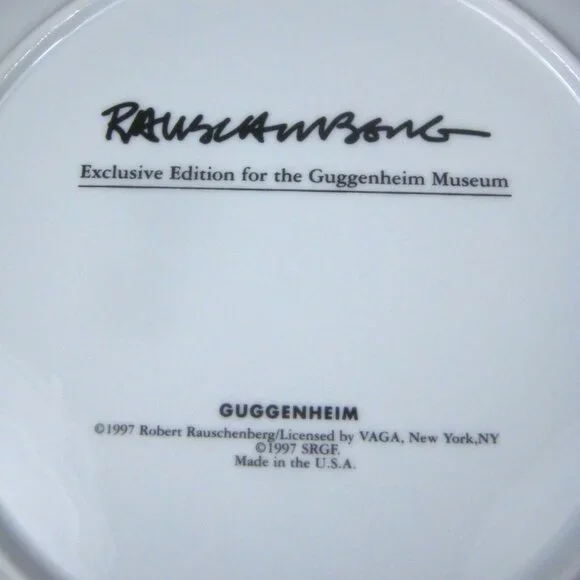 RAUSCHENBERG
Exclusive Edition for the Guggenheim Museum
GUGGENHEIM
©1997 Robert Rauschenberg/Licensed by VAGA, New York,NY
©1997 SRGF.
Made in the U.S.A.